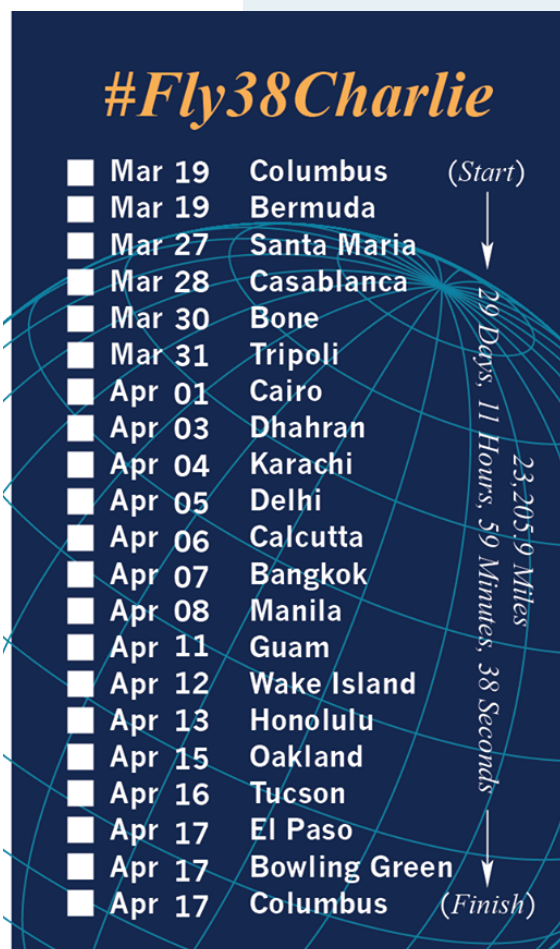 #Fly38Charlie
Mar 19 Columbus (Start)
Mar 19 Bermuda
Mar 27 Santa Maria
Mar 28 Casablanca
Mar 30 Bone
Mar 31 Tripoli
Apr 01 Cairo
Apr 03 Dhahran
Apr 04 Karachi
Apr 05 Delhi
Apr 06 Calcutta
Apr 07 Bangkok
Apr 08 Manila
Apr 11 Guam
Apr 12 Wake Island
Apr 13 Honolulu
Apr 15 Oakland
Apr 16 Tucson
Apr 17 El Paso
Apr 17 Bowling Green
Apr 17 Columbus (Finish)
23,205.9 Miles
29 Days, 11 Hours, 59 Minutes, 38 Seconds